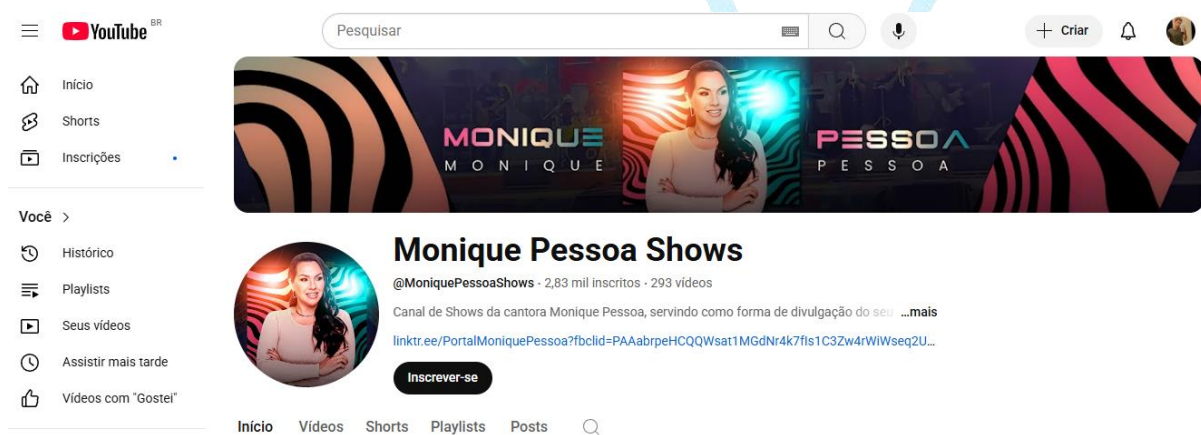 YouTube BR
Pesquisar
Criar
Início
Shorts
Inscrições
Você
Histórico
Playlists
Seus vídeos
Assistir mais tarde
Vídeos com "Gostei"
MONIQUE PESSOA
MONIQUE PESSOA
Monique Pessoa Shows
@MoniquePessoaShows · 2,83 mil inscritos · 293 vídeos
Canal de Shows da cantora Monique Pessoa, servindo como forma de divulgação do seu ...mais
linktr.ee/PortalMoniquePessoa?fbclid=PAAabrpeHCQQWsat1MGdNr4k7fIs1C3Zw4rWiWseq2U...
Inscrever-se
Início Vídeos Shorts Playlists Posts